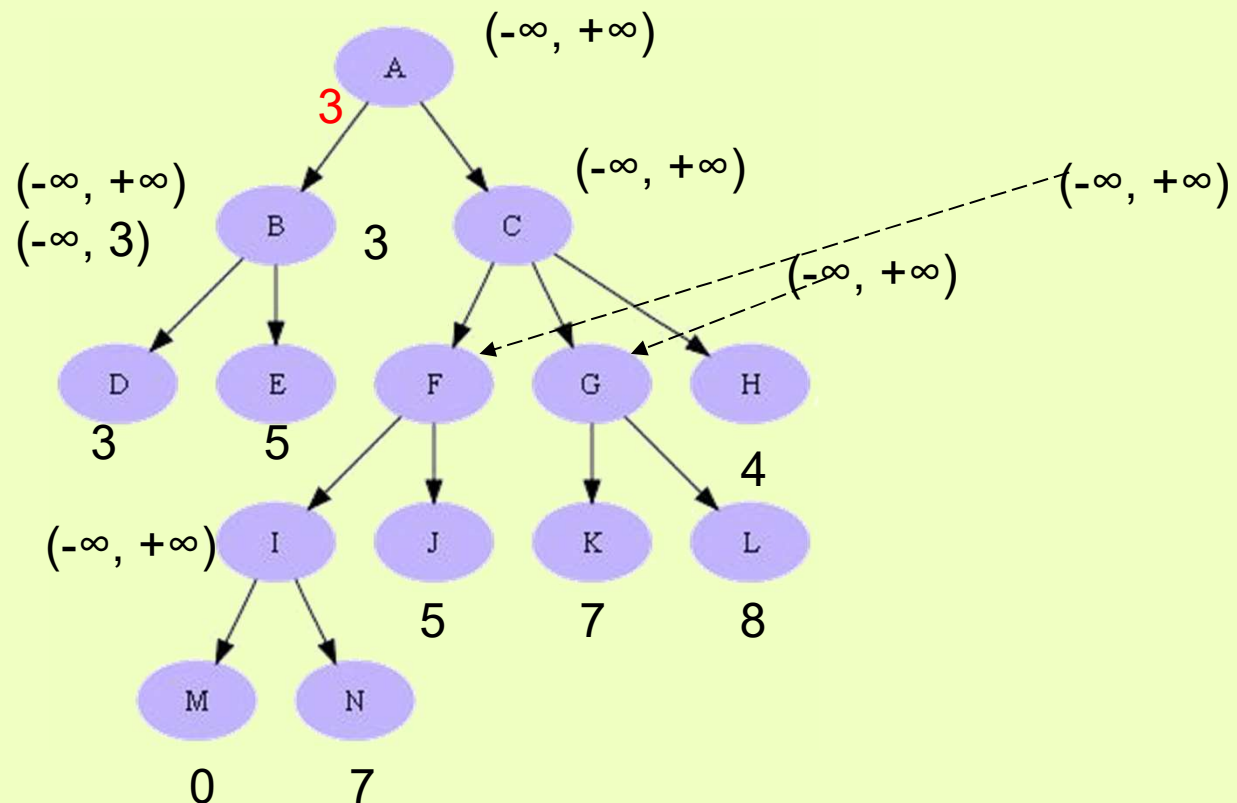 (-∞, +∞)
A
3
(-∞, +∞)
(-∞, +∞)
(-∞, +∞)
B
3
C
(-∞, 3)
(-∞, +∞)
D
E
F
G
H
3
5
4
(-∞, +∞)
I
J
K
L
5
7
8
M
N
0
7